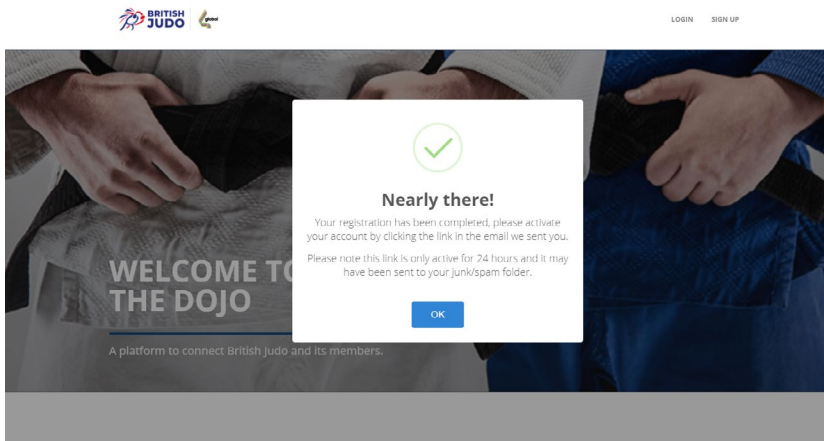 BRITISH
JUDO
global
LOGIN SIGN UP
Nearly there!
Your registration has been completed, please activate
your account by clicking the link in the email we sent you.
Please note this link is only active for 24 hours and it may
have been sent to your junk/spam folder.
OK
WELCOME TO
THE DOJO
A platform to connect British Judo and its members.